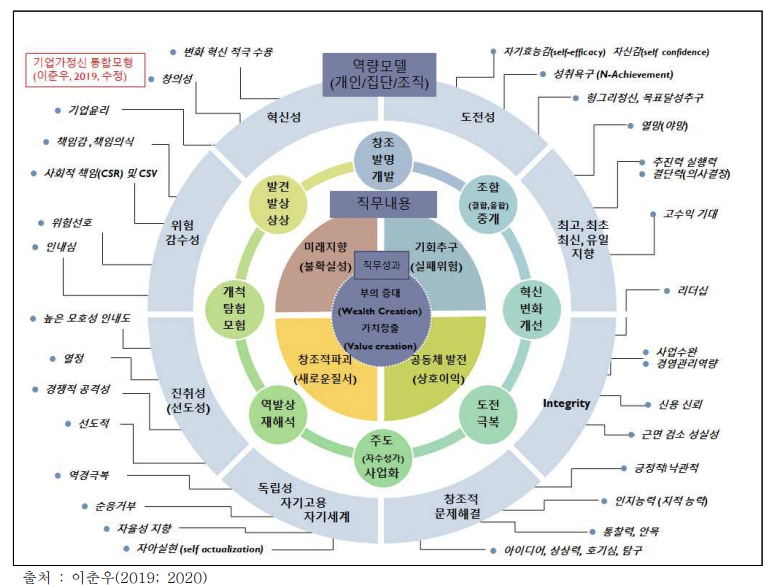 기업가정신 통합모형
(이준우, 2019, 수정)
역량모델
(개인/집단/조직)
변화 혁신 적극 수용
창의성
기업윤리
책임감, 책임의식
사회적 책임(CSR) 및 CSV
위험선호
인내심
높은 모호성 인내도
열정
경쟁적 공격성
선도적
역경극복
순응거부
자율성 지향
자아실현 (self actualization)
자기효능감(self-efficacy) 자신감(self confidence)
성취욕구 (N-Achievement)
헝그리정신, 목표달성추구
열망(야망)
추진력 실행력
결단력(의사결정)
고수익 기대
리더십
사업수완
경영관리역량
신용 신뢰
근면 검소 성실성
긍정적 낙관적
인지능력 (지적 능력)
통찰력, 안목
아이디어, 상상력, 호기심, 탐구
혁신성
도전성
최고, 최초
최신, 유일
지향
Integrity
창조적
문제해결
독립성
자기고용
자기세계
진취성
(선도성)
위험
감수성
창조
발명
개발
조합
(결합,융합)
중개
혁신
변화
개선
도전
극복
주도
(자수성가)
사업화
역발상
재해석
개척
탐험
모험
발견
발상
상상
직무내용
미래지향
(불확실성)
기회추구
(실패위험)
창조적파괴
(새로운질서)
공동체 발전
(상호이익)
직무성과
부의 증대
(Wealth Creation)
가치창출
(Value creation)
출처 : 이춘우(2019; 2020)